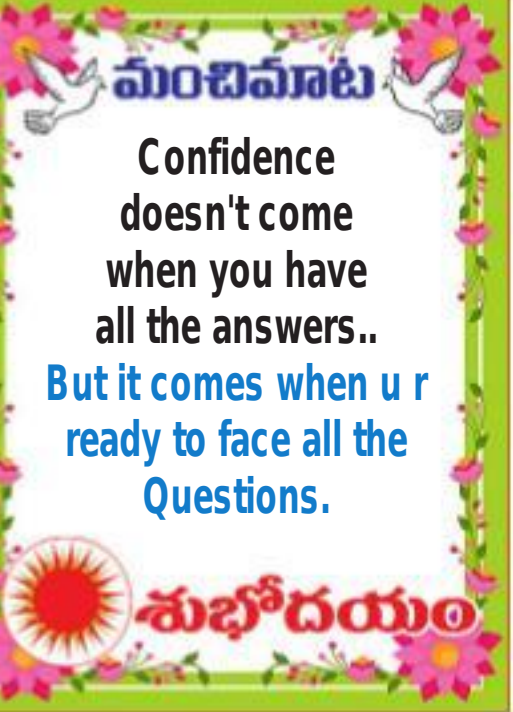 మంచిమాట
Confidence
doesn't come
when you have
all the answers..
But it comes when u r
ready to face all the
Questions.
శుభోదయం